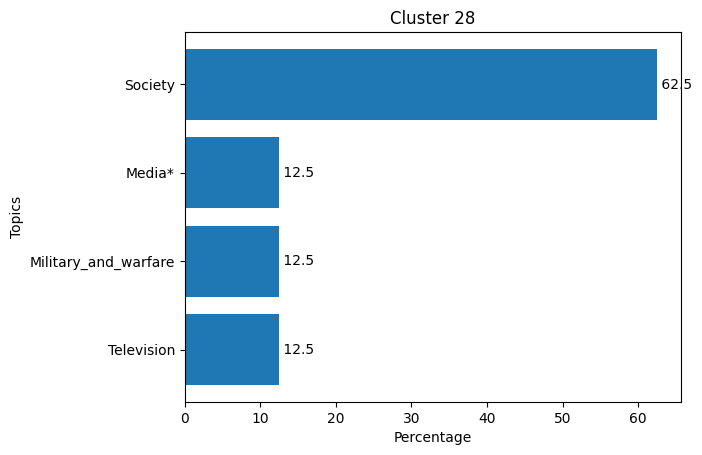 Cluster 28
Topics
Society
62.5
Media*
12.5
Military_and_warfare
12.5
Television
12.5
0 10 20 30 40 50 60
Percentage